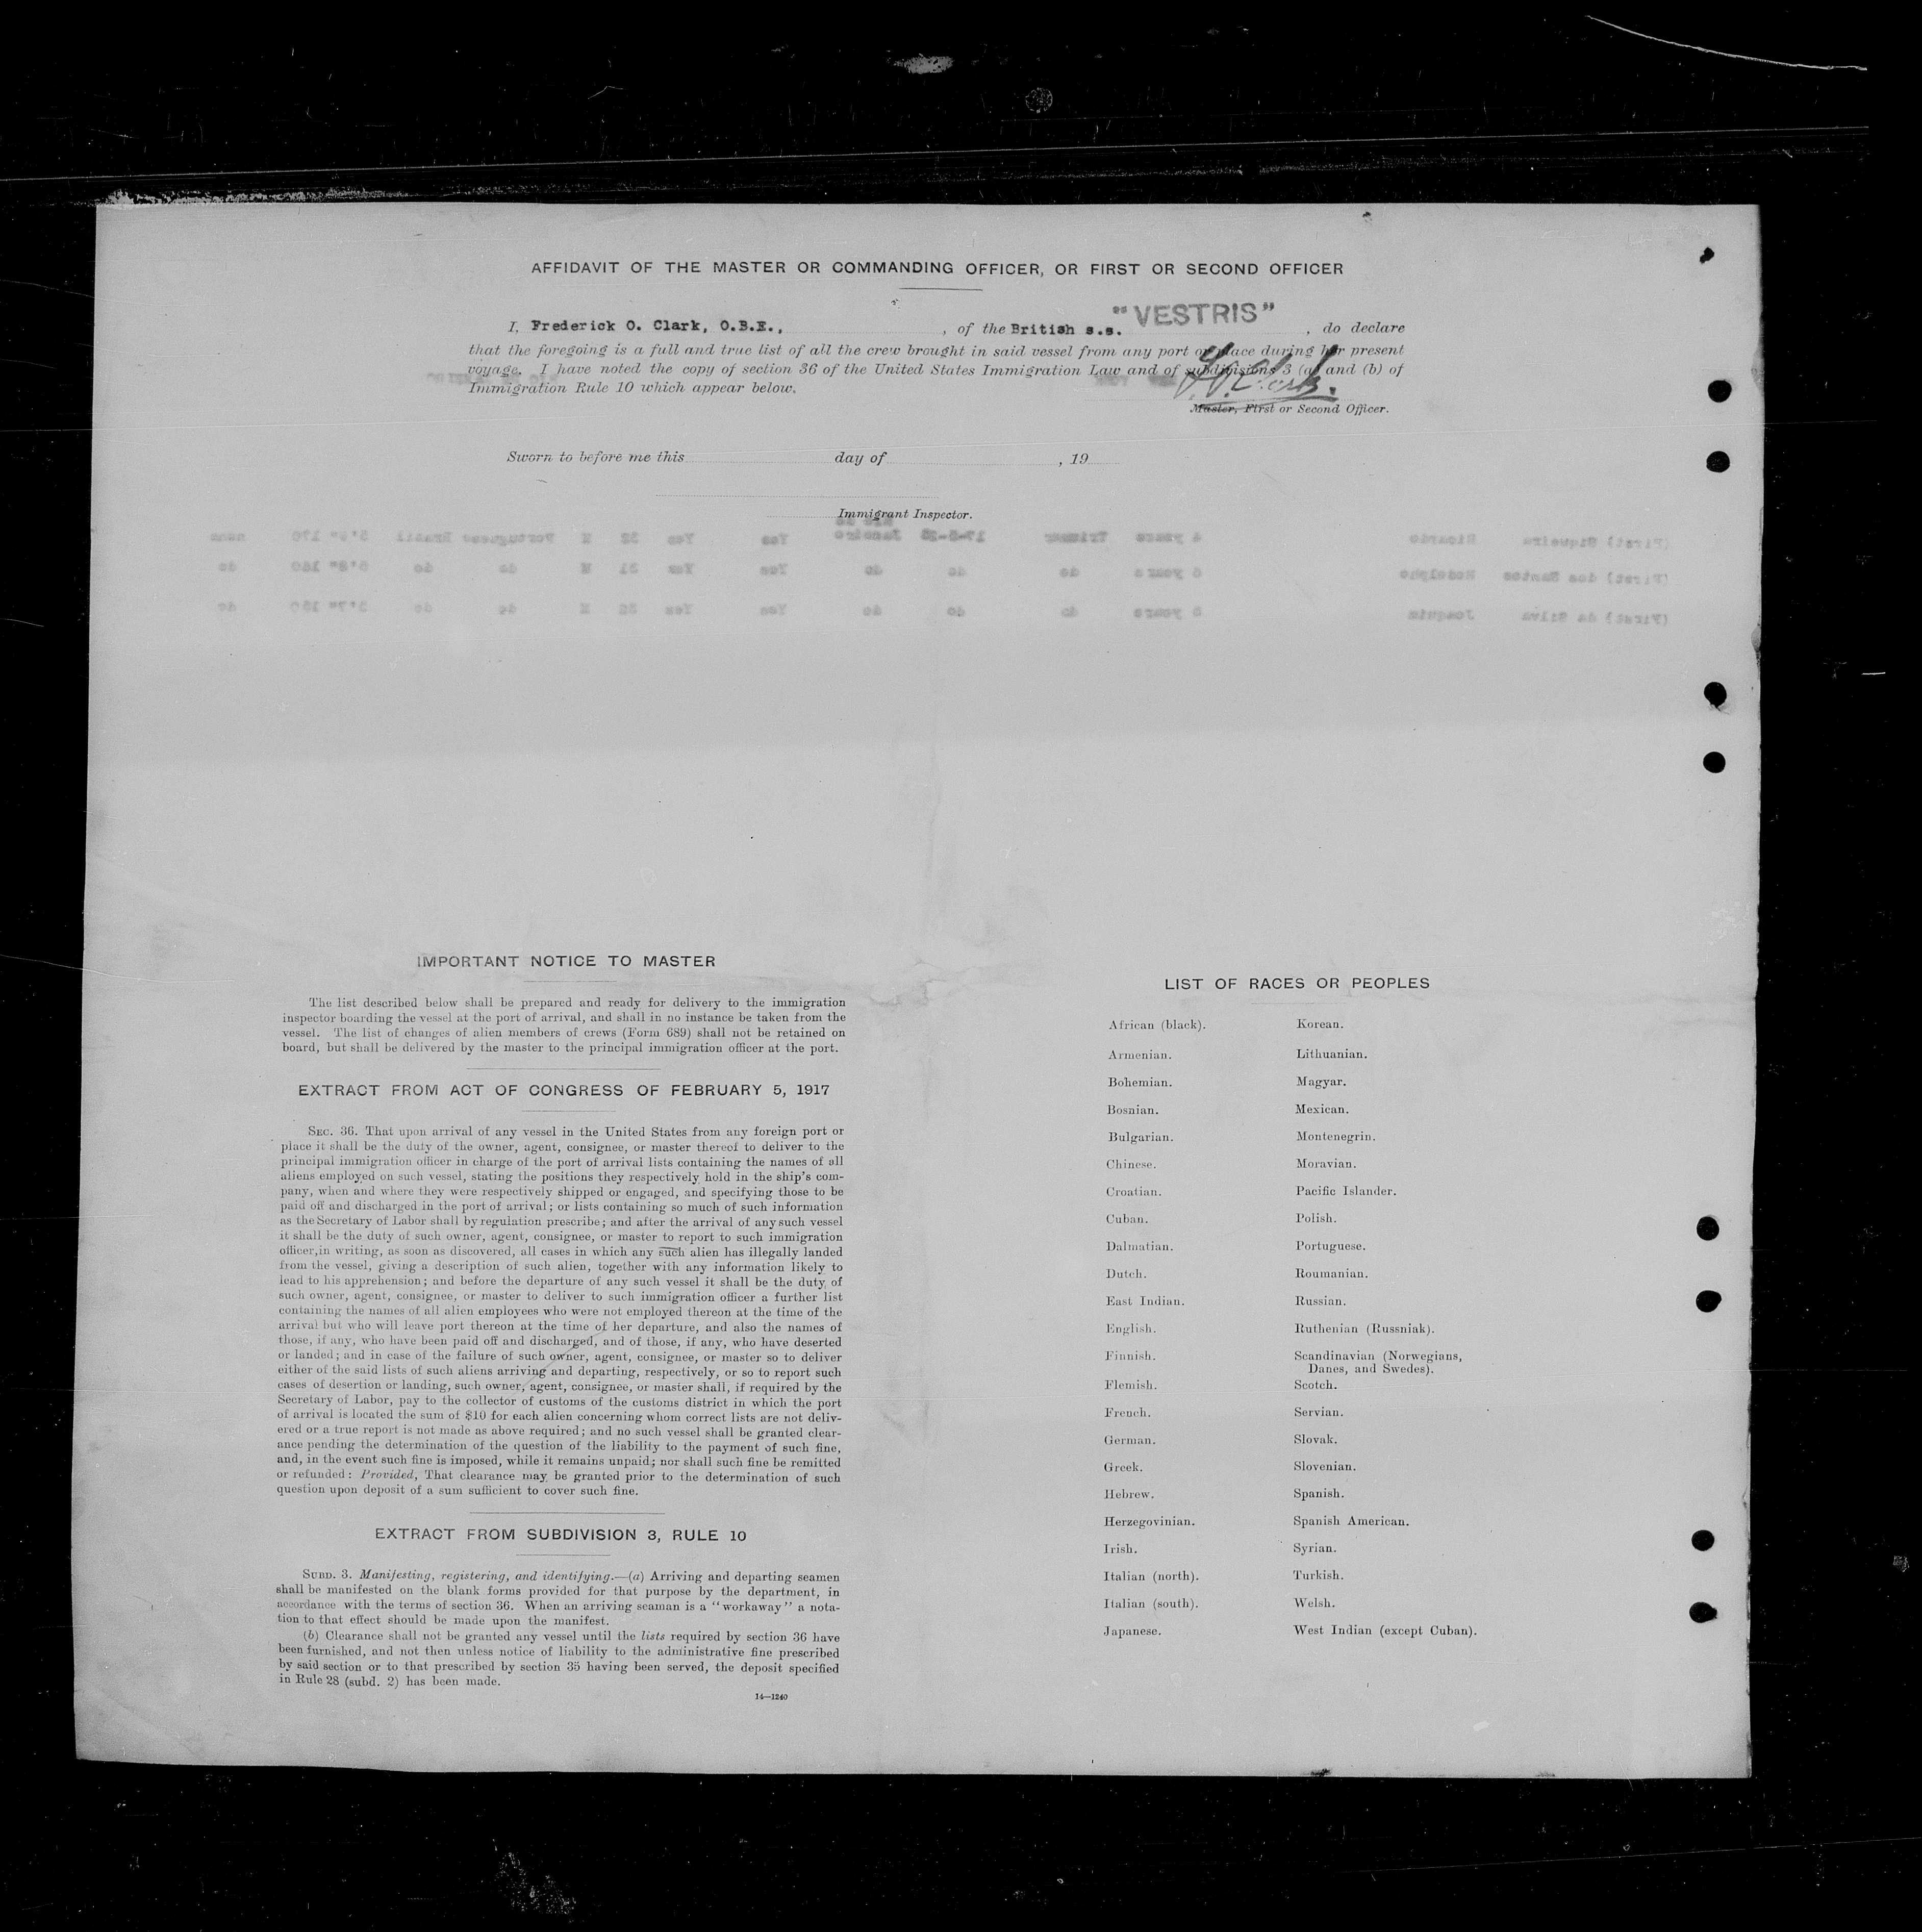 AFFIDAVIT OF THE MASTER OR COMMANDING OFFICER, OR FIRST OR SECOND OFFICER
I, Frederick O. Clark, O.B.E., , of the British s.s. "VESTRIS" , do declare
that the foregoing is a full and true list of all the crew brought in said vessel from any port or place during her present
voyage. I have noted the copy of section 36 of the United States Immigration Law and of subdivisions 3 (a) and (b) of
Immigration Rule 10 which appear below.
Master, First or Second Officer.
Sworn to before me this day of , 19
Immigrant Inspector.
IMPORTANT NOTICE TO MASTER
The list described below shall be prepared and ready for delivery to the immigration
inspector boarding the vessel at the port of arrival, and shall in no instance be taken from the
vessel. The list of changes of alien members of crews (Form 689) shall not be retained on
board, but shall be delivered by the master to the principal immigration officer at the port.
EXTRACT FROM ACT OF CONGRESS OF FEBRUARY 5, 1917
SEC. 36. That upon arrival of any vessel in the United States from any foreign port or
place it shall be the duty of the owner, agent, consignee, or master thereof to deliver to the
principal immigration officer in charge of the port of arrival lists containing the names of all
aliens employed on such vessel, stating the positions they respectively hold in the ship's com-
pany, when and where they were respectively shipped or engaged, and specifying those to be
paid off and discharged in the port of arrival; or lists containing so much of such information
as the Secretary of Labor shall by regulation prescribe; and after the arrival of any such vessel
it shall be the duty of such owner, agent, consignee, or master to report to such immigration
officer, in writing, as soon as discovered, all cases in which any such alien has illegally landed
from the vessel, giving a description of such alien, together with any information likely to
lead to his apprehension; and before the departure of any such vessel it shall be the duty of
such owner, agent, consignee, or master to deliver to such immigration officer a further list
containing the names of all alien employees who were not employed thereon at the time of the
arrival but who will leave port thereon at the time of her departure, and also the names of
those, if any, who have been paid off and discharged, and of those, if any, who have deserted
or landed; and in case of the failure of such owner, agent, consignee, or master so to deliver
either of the said lists of such aliens arriving and departing, respectively, or so to report such
cases of desertion or landing, such owner, agent, consignee, or master shall, if required by the
Secretary of Labor, pay to the collector of customs of the customs district in which the port
of arrival is located the sum of $10 for each alien concerning whom correct lists are not deliv-
ered or a true report is not made as above required; and no such vessel shall be granted clear-
ance pending the determination of the question of the liability to the payment of such fine,
and, in the event such fine is imposed, while it remains unpaid; nor shall such fine be remitted
or refunded: Provided, That clearance may be granted prior to the determination of such
question upon deposit of a sum sufficient to cover such fine.
EXTRACT FROM SUBDIVISION 3, RULE 10
SUBD. 3. Manifesting, registering, and identifying.—(a) Arriving and departing seamen
shall be manifested on the blank forms provided for that purpose by the department, in
accordance with the terms of section 36. When an arriving seaman is a "workaway" a nota-
tion to that effect should be made upon the manifest.
(b) Clearance shall not be granted any vessel until the lists required by section 36 have
been furnished, and not then unless notice of liability to the administrative fine prescribed
by said section or to that prescribed by section 35 having been served, the deposit specified
in Rule 28 (subd. 2) has been made.
14—1240
LIST OF RACES OR PEOPLES
African (black).
Armenian.
Bohemian.
Bosnian.
Bulgarian.
Chinese.
Croatian.
Cuban.
Dalmatian.
Dutch.
East Indian.
English.
Finnish.
Flemish.
French.
German.
Greek.
Hebrew.
Herzegovinian.
Irish.
Italian (north).
Italian (south).
Japanese.
Korean.
Lithuanian.
Magyar.
Mexican.
Montenegrin.
Moravian.
Pacific Islander.
Polish.
Portuguese.
Roumanian.
Russian.
Ruthenian (Russniak).
Scandinavian (Norwegians,
Danes, and Swedes).
Scotch.
Servian.
Slovak.
Slovenian.
Spanish.
Spanish American.
Syrian.
Turkish.
Welsh.
West Indian (except Cuban).